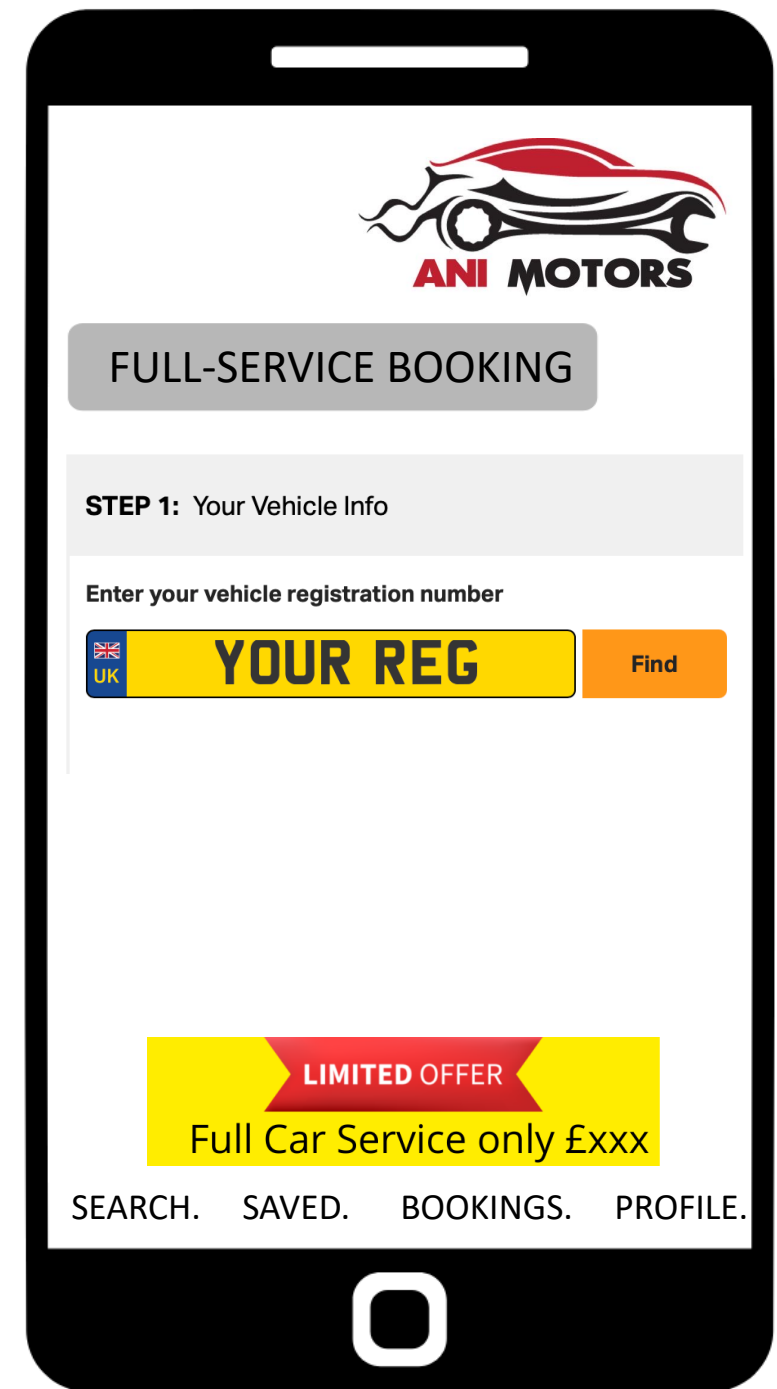 ANI MOTORS
FULL-SERVICE BOOKING
STEP 1: Your Vehicle Info
Enter your vehicle registration number
UK YOUR REG Find
LIMITED OFFER
Full Car Service only £xxx
SEARCH. SAVED. BOOKINGS. PROFILE.